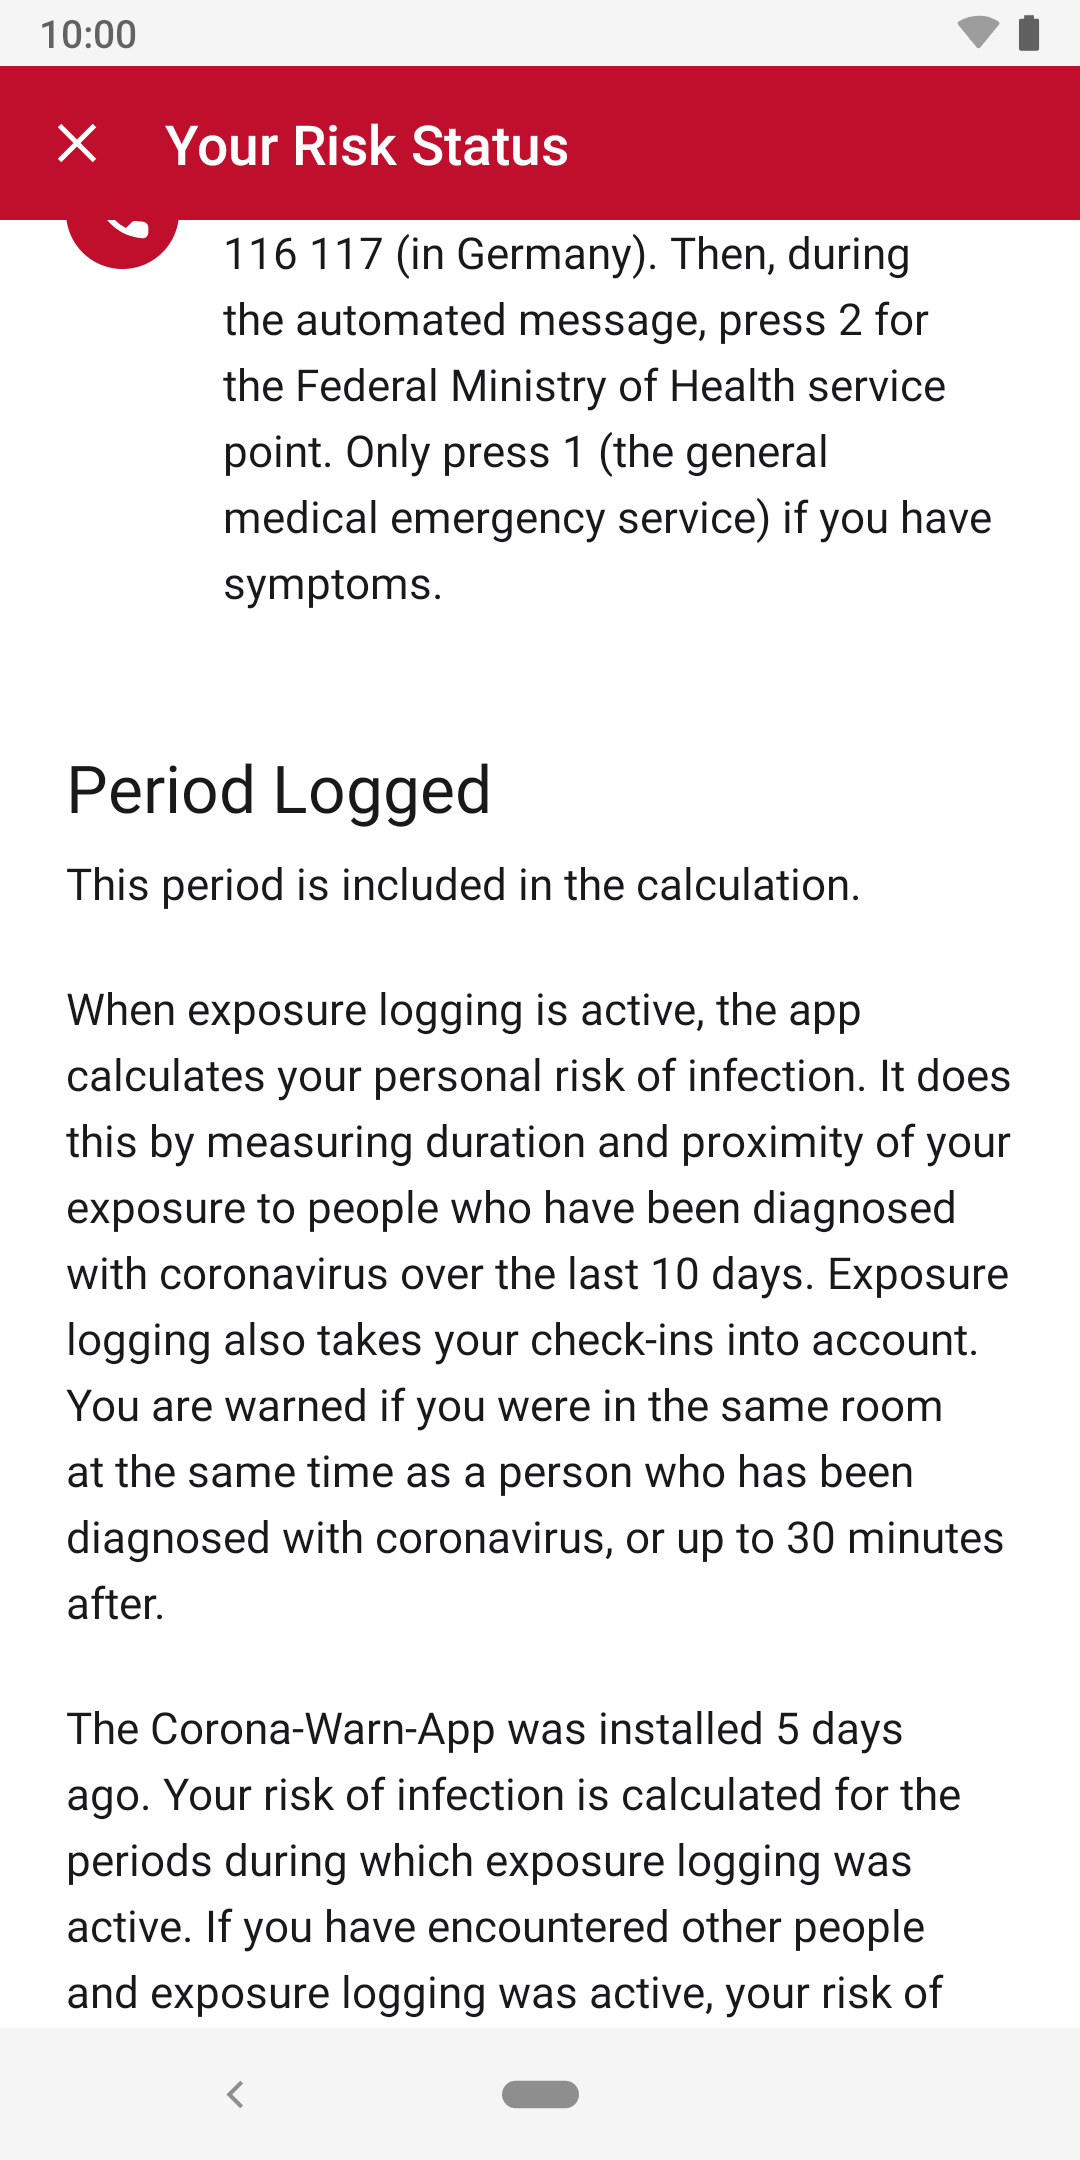 10:00
Your Risk Status
116 117 (in Germany). Then, during
the automated message, press 2 for
the Federal Ministry of Health service
point. Only press 1 (the general
medical emergency service) if you have
symptoms.
Period Logged
This period is included in the calculation.
When exposure logging is active, the app
calculates your personal risk of infection. It does
this by measuring duration and proximity of your
exposure to people who have been diagnosed
with coronavirus over the last 10 days. Exposure
logging also takes your check-ins into account.
You are warned if you were in the same room
at the same time as a person who has been
diagnosed with coronavirus, or up to 30 minutes
after.
The Corona-Warn-App was installed 5 days
ago. Your risk of infection is calculated for the
periods during which exposure logging was
active. If you have encountered other people
and exposure logging was active, your risk of